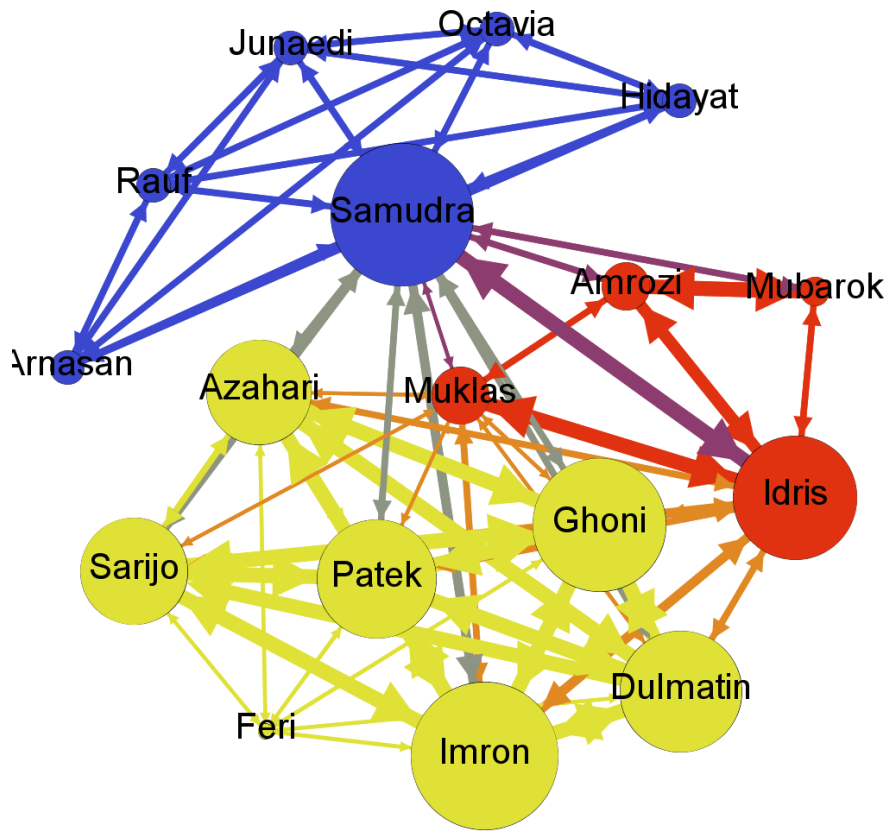 Octavia
Junaedi
Hidayat
Rauf
Samudra
Amrozi
Mubarok
Arnasan
Azahari
Muklas
Idris
Ghoni
Sarijo
Patek
Dulmatin
Feri
Imron